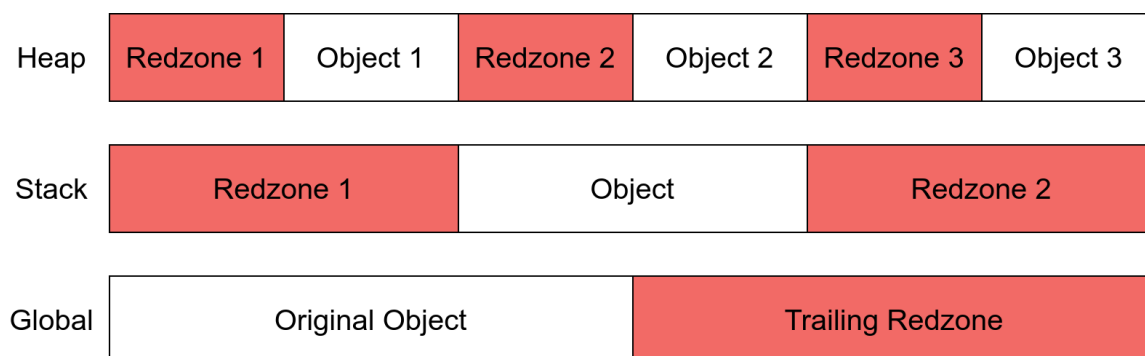 Heap Redzone 1 Object 1 Redzone 2 Object 2 Redzone 3 Object 3
Stack Redzone 1 Object Redzone 2
Global Original Object Trailing Redzone